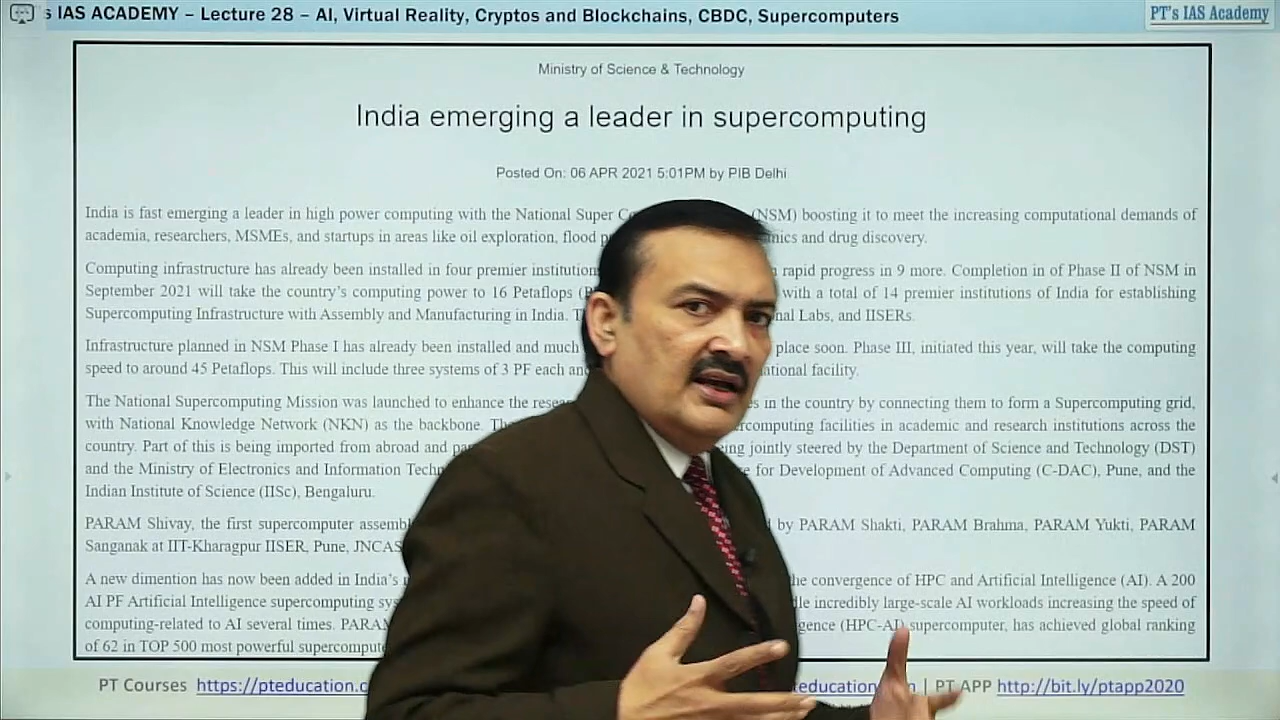 s IAS ACADEMY – Lecture 28 – AI, Virtual Reality, Cryptos and Blockchains, CBDC, Supercomputers
PT's IAS Academy
Ministry of Science & Technology
India emerging a leader in supercomputing
Posted On: 06 APR 2021 5:01PM by PIB Delhi
India is fast emerging a leader in high power computing with the National Super (NSM) boosting it to meet the increasing computational demands of
academia, researchers, MSMEs, and startups in areas like oil exploration, flood and drug discovery.
Computing infrastructure has already been installed in four premier rapid progress in 9 more. Completion in of Phase II of NSM in
September 2021 will take the country's computing power to 16 Petaflops with a total of 14 premier institutions of India for establishing
Supercomputing Infrastructure with Assembly and Manufacturing in India. Labs, and IISERs.
Infrastructure planned in NSM Phase I has already been installed and much place soon. Phase III, initiated this year, will take the computing
speed to around 45 Petaflops. This will include three systems of 3 PF each facility.
The National Supercomputing Mission was launched to enhance the in the country by connecting them to form a Supercomputing grid,
with National Knowledge Network (NKN) as the backbone. facilities in academic and research institutions across the
country. Part of this is being imported from abroad and jointly steered by the Department of Science and Technology (DST)
and the Ministry of Electronics and Information for Development of Advanced Computing (C-DAC), Pune, and the
Indian Institute of Science (IISc), Bengaluru.
PARAM Shivay, the first supercomputer by PARAM Shakti, PARAM Brahma, PARAM Yukti, PARAM
Sanganak at IIT-Kharagpur IISER, Pune,
A new dimention has now been added in India's convergence of HPC and Artificial Intelligence (AI). A 200
AI PF Artificial Intelligence supercomputing incredibly large-scale AI workloads increasing the speed of
computing-related to AI several times. (HPC-AI) supercomputer, has achieved global ranking
of 62 in TOP 500 most powerful
PT Courses https://pteducation. | PT APP http://bit.ly/ptapp2020